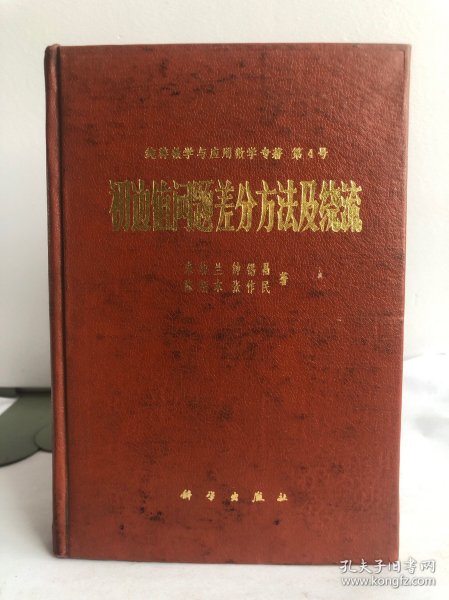 纯粹数学与应用数学专著 第4号
初边值问题差分方法及绕流
朱幼兰 钟锡昌
陈炳木 张作民
著
科学出版社
孔夫子旧书网
www.kongfz.com